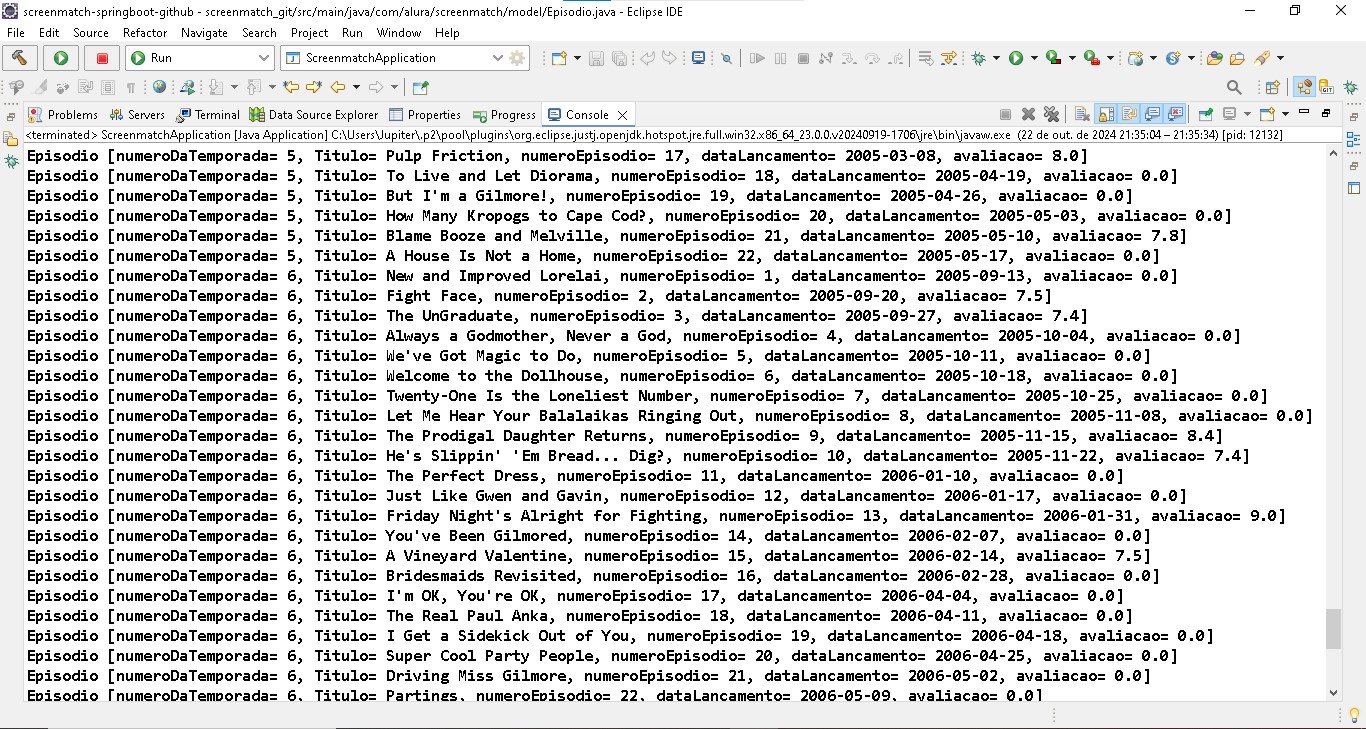 screenmatch-springboot-github - screenmatch_git/src/main/java/com/alura/screenmatch/model/Episodio.java - Eclipse IDE
File Edit Source Refactor Navigate Search Project Run Window Help
Run ScreenmatchApplication
Problems Servers Terminal Data Source Explorer Properties Progress Console
<terminated> ScreenmatchApplication [Java Application] C:\Users\Jupiter\.p2\pool\plugins\org.eclipse.justj.openjdk.hotspot.jre.full.win32.x86_64_23.0.0.v20240919-1706\jre\bin\javaw.exe (22 de out. de 2024 21:35:04 – 21:35:34) [pid: 12132]
Episodio [numeroDaTemporada= 5, Titulo= Pulp Friction, numeroEpisodio= 17, dataLancamento= 2005-03-08, avaliacao= 8.0]
Episodio [numeroDaTemporada= 5, Titulo= To Live and Let Diorama, numeroEpisodio= 18, dataLancamento= 2005-04-19, avaliacao= 0.0]
Episodio [numeroDaTemporada= 5, Titulo= But I'm a Gilmore!, numeroEpisodio= 19, dataLancamento= 2005-04-26, avaliacao= 0.0]
Episodio [numeroDaTemporada= 5, Titulo= How Many Kropogs to Cape Cod?, numeroEpisodio= 20, dataLancamento= 2005-05-03, avaliacao= 0.0]
Episodio [numeroDaTemporada= 5, Titulo= Blame Booze and Melville, numeroEpisodio= 21, dataLancamento= 2005-05-10, avaliacao= 7.8]
Episodio [numeroDaTemporada= 5, Titulo= A House Is Not a Home, numeroEpisodio= 22, dataLancamento= 2005-05-17, avaliacao= 0.0]
Episodio [numeroDaTemporada= 6, Titulo= New and Improved Lorelai, numeroEpisodio= 1, dataLancamento= 2005-09-13, avaliacao= 0.0]
Episodio [numeroDaTemporada= 6, Titulo= Fight Face, numeroEpisodio= 2, dataLancamento= 2005-09-20, avaliacao= 7.5]
Episodio [numeroDaTemporada= 6, Titulo= The UnGraduate, numeroEpisodio= 3, dataLancamento= 2005-09-27, avaliacao= 7.4]
Episodio [numeroDaTemporada= 6, Titulo= Always a Godmother, Never a God, numeroEpisodio= 4, dataLancamento= 2005-10-04, avaliacao= 0.0]
Episodio [numeroDaTemporada= 6, Titulo= We've Got Magic to Do, numeroEpisodio= 5, dataLancamento= 2005-10-11, avaliacao= 0.0]
Episodio [numeroDaTemporada= 6, Titulo= Welcome to the Dollhouse, numeroEpisodio= 6, dataLancamento= 2005-10-18, avaliacao= 0.0]
Episodio [numeroDaTemporada= 6, Titulo= Twenty-One Is the Loneliest Number, numeroEpisodio= 7, dataLancamento= 2005-10-25, avaliacao= 0.0]
Episodio [numeroDaTemporada= 6, Titulo= Let Me Hear Your Balalaikas Ringing Out, numeroEpisodio= 8, dataLancamento= 2005-11-08, avaliacao= 0.0]
Episodio [numeroDaTemporada= 6, Titulo= The Prodigal Daughter Returns, numeroEpisodio= 9, dataLancamento= 2005-11-15, avaliacao= 8.4]
Episodio [numeroDaTemporada= 6, Titulo= He's Slippin' 'Em Bread... Dig?, numeroEpisodio= 10, dataLancamento= 2005-11-22, avaliacao= 7.4]
Episodio [numeroDaTemporada= 6, Titulo= The Perfect Dress, numeroEpisodio= 11, dataLancamento= 2006-01-10, avaliacao= 0.0]
Episodio [numeroDaTemporada= 6, Titulo= Just Like Gwen and Gavin, numeroEpisodio= 12, dataLancamento= 2006-01-17, avaliacao= 0.0]
Episodio [numeroDaTemporada= 6, Titulo= Friday Night's Alright for Fighting, numeroEpisodio= 13, dataLancamento= 2006-01-31, avaliacao= 9.0]
Episodio [numeroDaTemporada= 6, Titulo= You've Been Gilmored, numeroEpisodio= 14, dataLancamento= 2006-02-07, avaliacao= 0.0]
Episodio [numeroDaTemporada= 6, Titulo= A Vineyard Valentine, numeroEpisodio= 15, dataLancamento= 2006-02-14, avaliacao= 7.5]
Episodio [numeroDaTemporada= 6, Titulo= Bridesmaids Revisited, numeroEpisodio= 16, dataLancamento= 2006-02-28, avaliacao= 0.0]
Episodio [numeroDaTemporada= 6, Titulo= I'm OK, You're OK, numeroEpisodio= 17, dataLancamento= 2006-04-04, avaliacao= 0.0]
Episodio [numeroDaTemporada= 6, Titulo= The Real Paul Anka, numeroEpisodio= 18, dataLancamento= 2006-04-11, avaliacao= 0.0]
Episodio [numeroDaTemporada= 6, Titulo= I Get a Sidekick Out of You, numeroEpisodio= 19, dataLancamento= 2006-04-18, avaliacao= 0.0]
Episodio [numeroDaTemporada= 6, Titulo= Super Cool Party People, numeroEpisodio= 20, dataLancamento= 2006-04-25, avaliacao= 0.0]
Episodio [numeroDaTemporada= 6, Titulo= Driving Miss Gilmore, numeroEpisodio= 21, dataLancamento= 2006-05-02, avaliacao= 0.0]
Episodio [numeroDaTemporada= 6, Titulo= Partings, numeroEpisodio= 22, dataLancamento= 2006-05-09, avaliacao= 0.0]